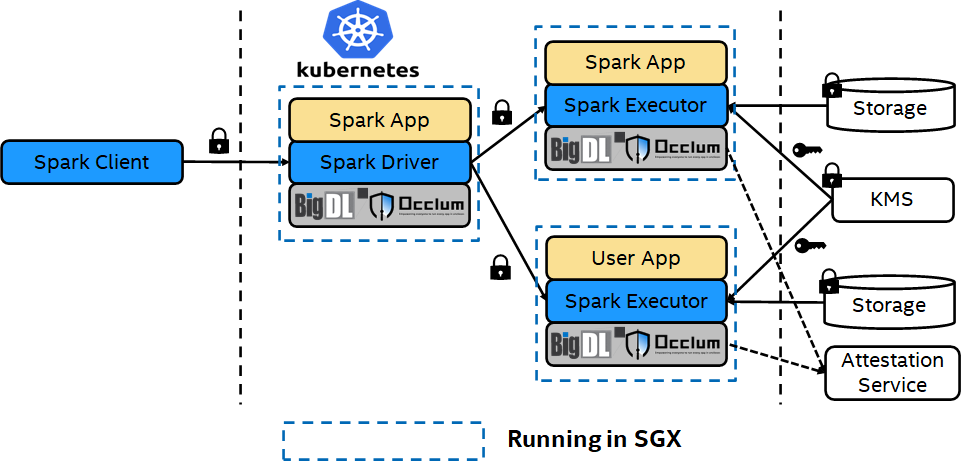 kubernetes
Spark Client
Spark App
Spark Driver
BigDL Occlum
Spark App
Spark Executor
BigDL Occlum
User App
Spark Executor
BigDL Occlum
Storage
KMS
Storage
Attestation
Service
Running in SGX